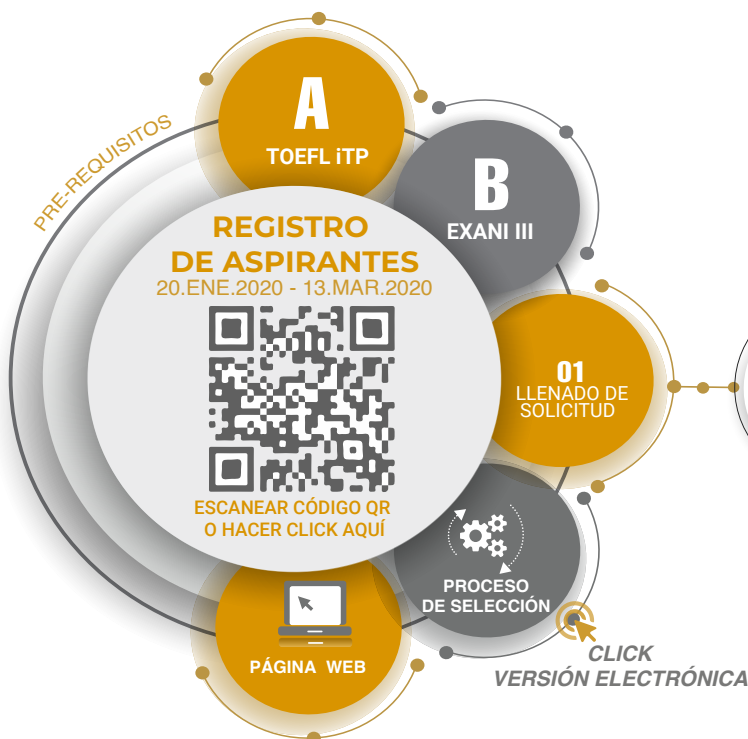 PRE-REQUISITOS
A
TOEFL iTP
B
EXANI III
REGISTRO
DE ASPIRANTES
20.ENE.2020 - 13.MAR.2020
ESCANEAR CÓDIGO QR
O HACER CLICK AQUÍ
01
LLENADO DE
SOLICITUD
PROCESO
DE SELECCIÓN
PÁGINA WEB
CLICK
VERSIÓN ELECTRÓNICA